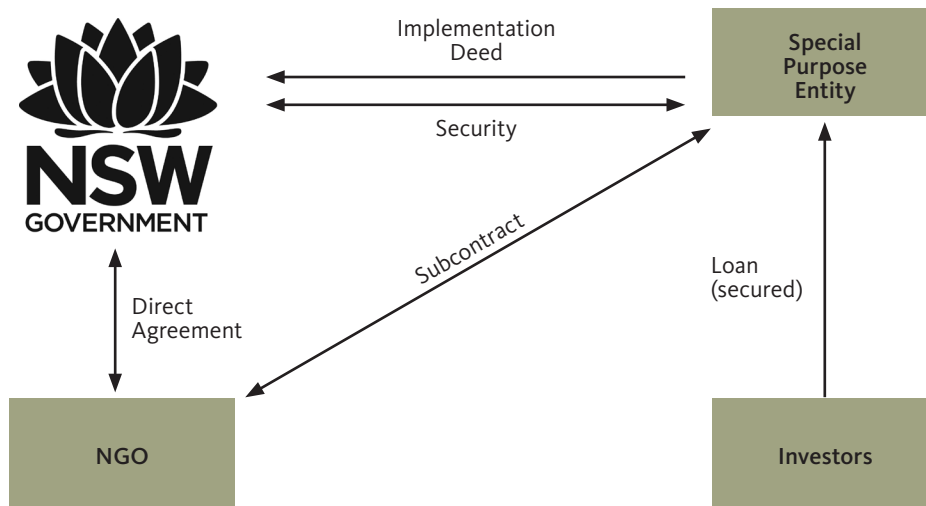 Implementation
Deed
Special
Purpose
Entity
Security
NSW
GOVERNMENT
Subcontract
Loan
(secured)
Direct
Agreement
NGO
Investors